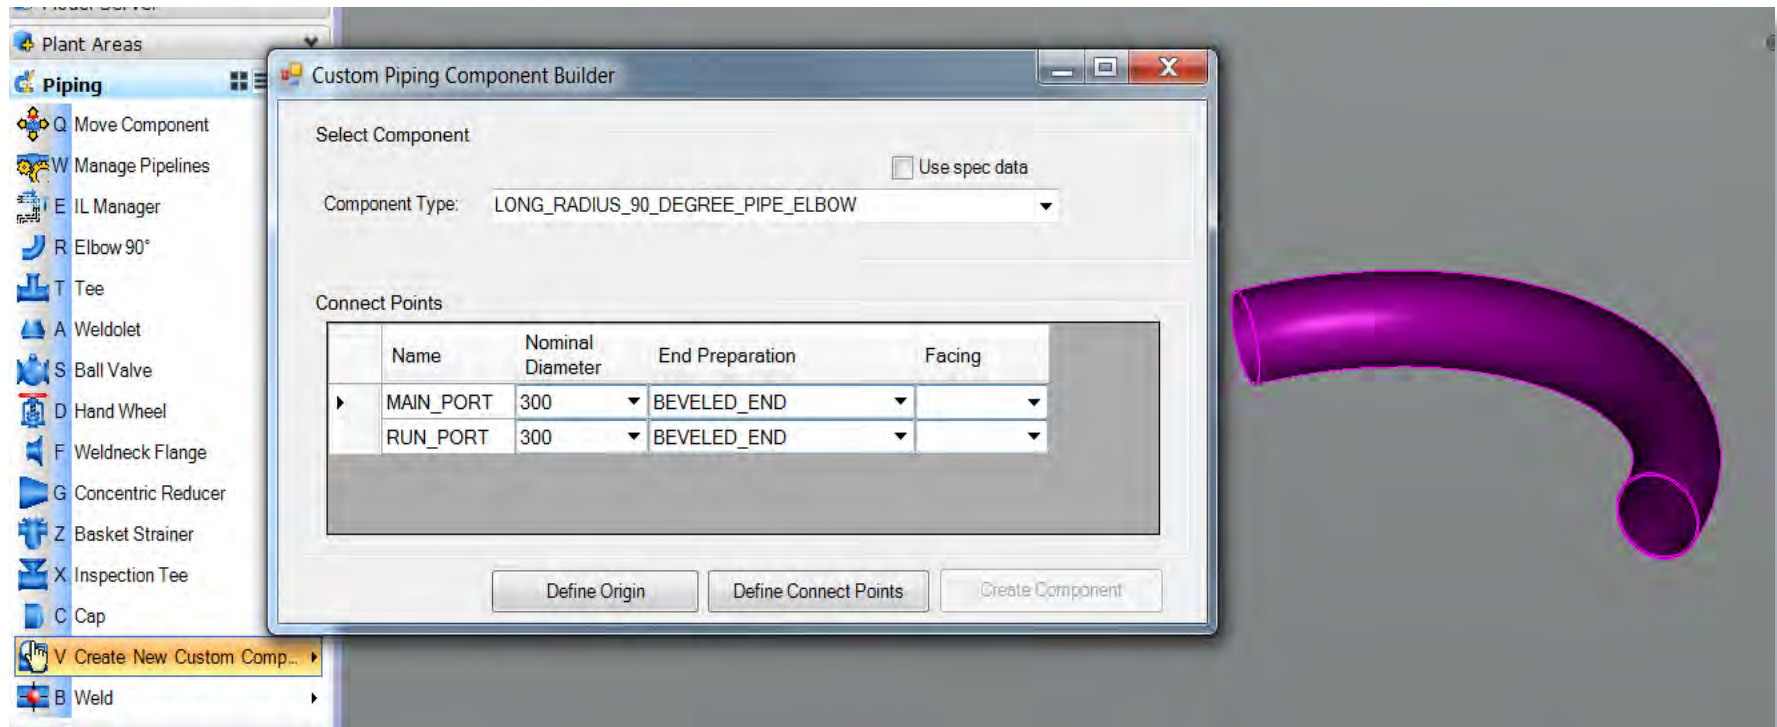 Model Server
Plant Areas
Piping
Q Move Component
W Manage Pipelines
E IL Manager
R Elbow 90°
T Tee
A Weldolet
S Ball Valve
D Hand Wheel
F Weldneck Flange
G Concentric Reducer
Z Basket Strainer
X Inspection Tee
C Cap
V Create New Custom Comp...
B Weld
Custom Piping Component Builder
Select Component
Use spec data
Component Type: LONG_RADIUS_90_DEGREE_PIPE_ELBOW
Connect Points
Name Nominal Diameter End Preparation Facing
MAIN_PORT 300 BEVELED_END
RUN_PORT 300 BEVELED_END
Define Origin Define Connect Points Create Component